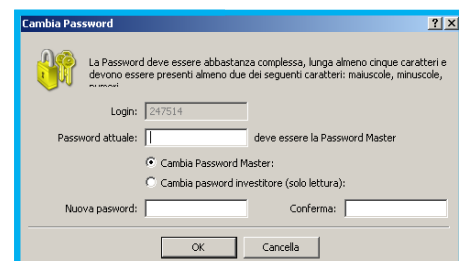 Cambia Password
La Password deve essere abbastanza complessa, lunga almeno cinque caratteri e
devono essere presenti almeno due dei seguenti caratteri: maiuscole, minuscole,
numeri
Login: 247514
Password attuale: deve essere la Password Master
Cambia Password Master:
Cambia pasword investitore (solo lettura):
Nuova pasword: Conferma:
OK Cancella